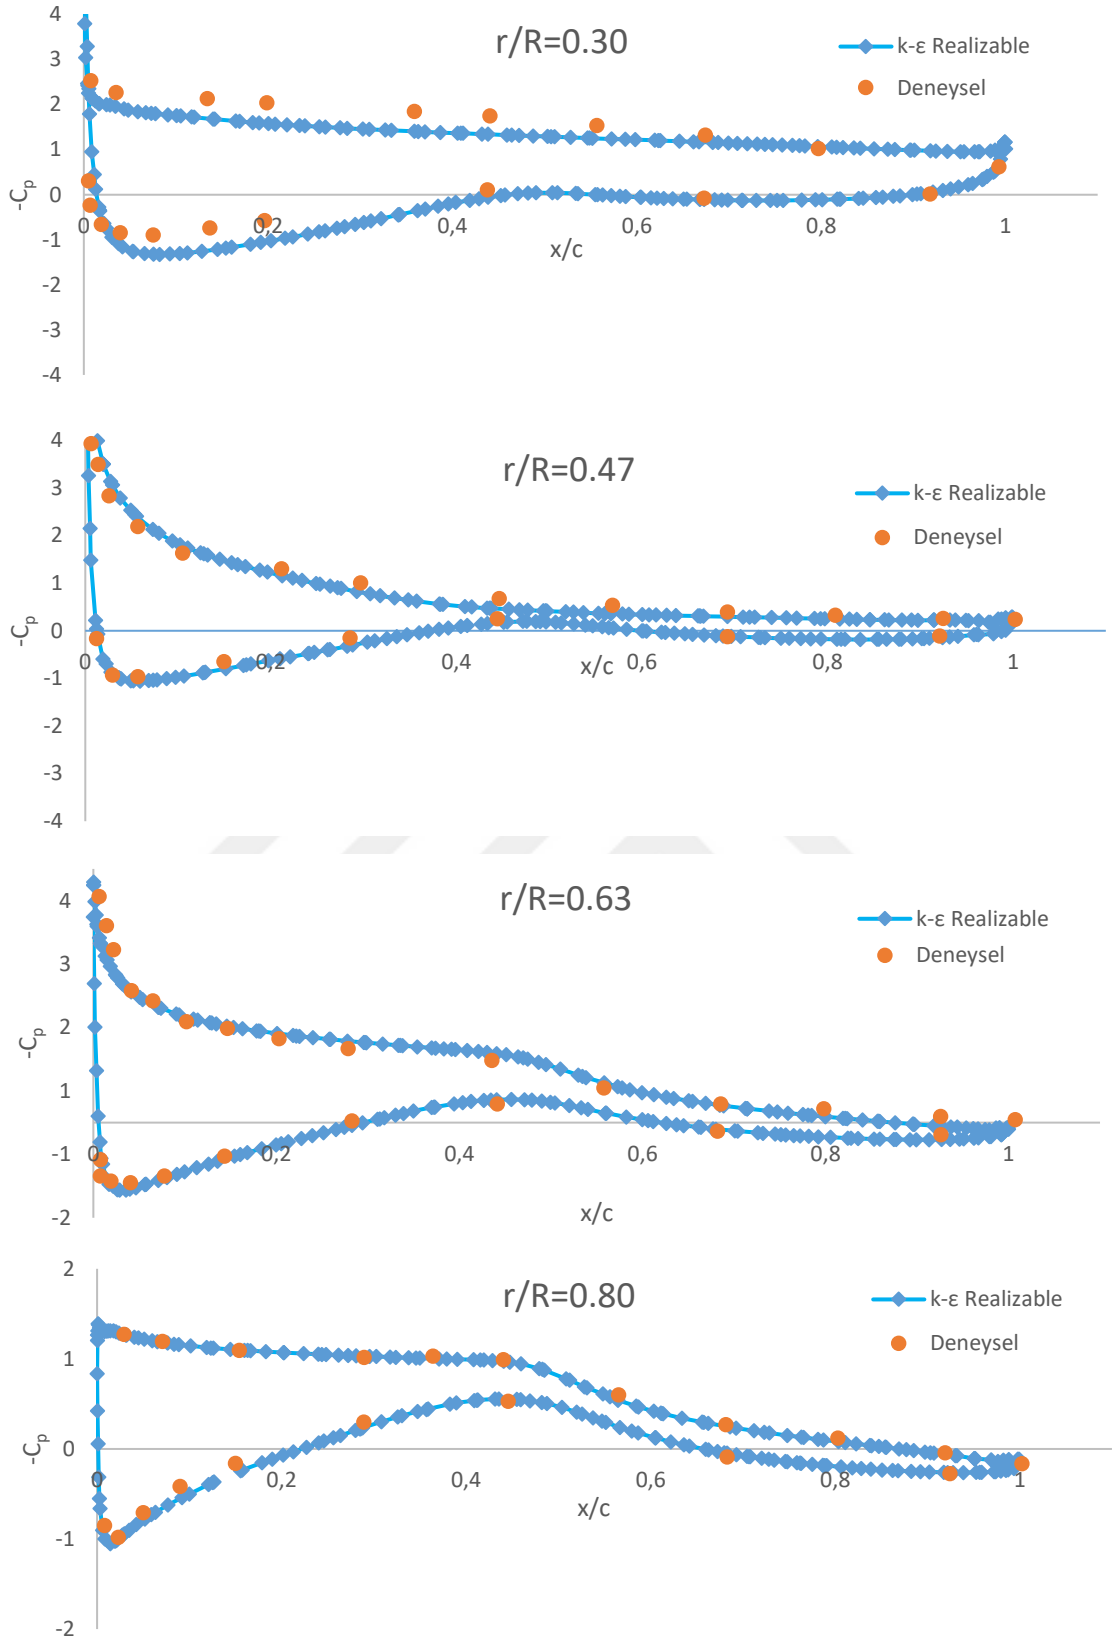 r/R=0.30
k-ε Realizable
Deneysel
4
3
2
1
0
-1
-2
-3
-4
-Cp
0
0,2
0,4
0,6
0,8
1
x/c
r/R=0.47
k-ε Realizable
Deneysel
4
3
2
1
0
-1
-2
-3
-4
-Cp
0
0,2
0,4
0,6
0,8
1
x/c
r/R=0.63
k-ε Realizable
Deneysel
4
3
2
1
-1
-2
-Cp
0
0,2
0,4
0,6
0,8
1
x/c
r/R=0.80
k-ε Realizable
Deneysel
2
1
0
-1
-2
-Cp
0
0,2
0,4
0,6
0,8
1
x/c